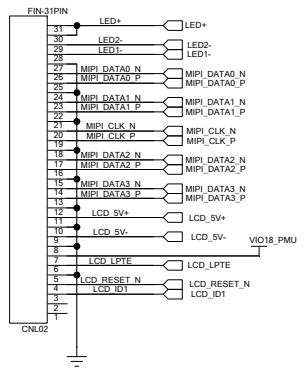 FIN-31PIN
31 LED+ LED+
30 LED2- LED2-
29 LED1- LED1-
28
27 MIPI_DATA0_N MIPI_DATA0_N
26 MIPI_DATA0_P MIPI_DATA0_P
25
24 MIPI_DATA1_N MIPI_DATA1_N
23 MIPI_DATA1_P MIPI_DATA1_P
22
21 MIPI_CLK_N MIPI_CLK_N
20 MIPI_CLK_P MIPI_CLK_P
19
18 MIPI_DATA2_N MIPI_DATA2_N
17 MIPI_DATA2_P MIPI_DATA2_P
16
15 MIPI_DATA3_N MIPI_DATA3_N
14 MIPI_DATA3_P MIPI_DATA3_P
13
12 LCD_5V+ LCD_5V+
11
10 LCD_5V- LCD_5V-
9 VIO18_PMU
8
7 LCD_LPTE LCD_LPTE
6
5 LCD_RESET_N LCD_RESET_N
4 LCD_ID1 LCD_ID1
3
2
1
CNL02